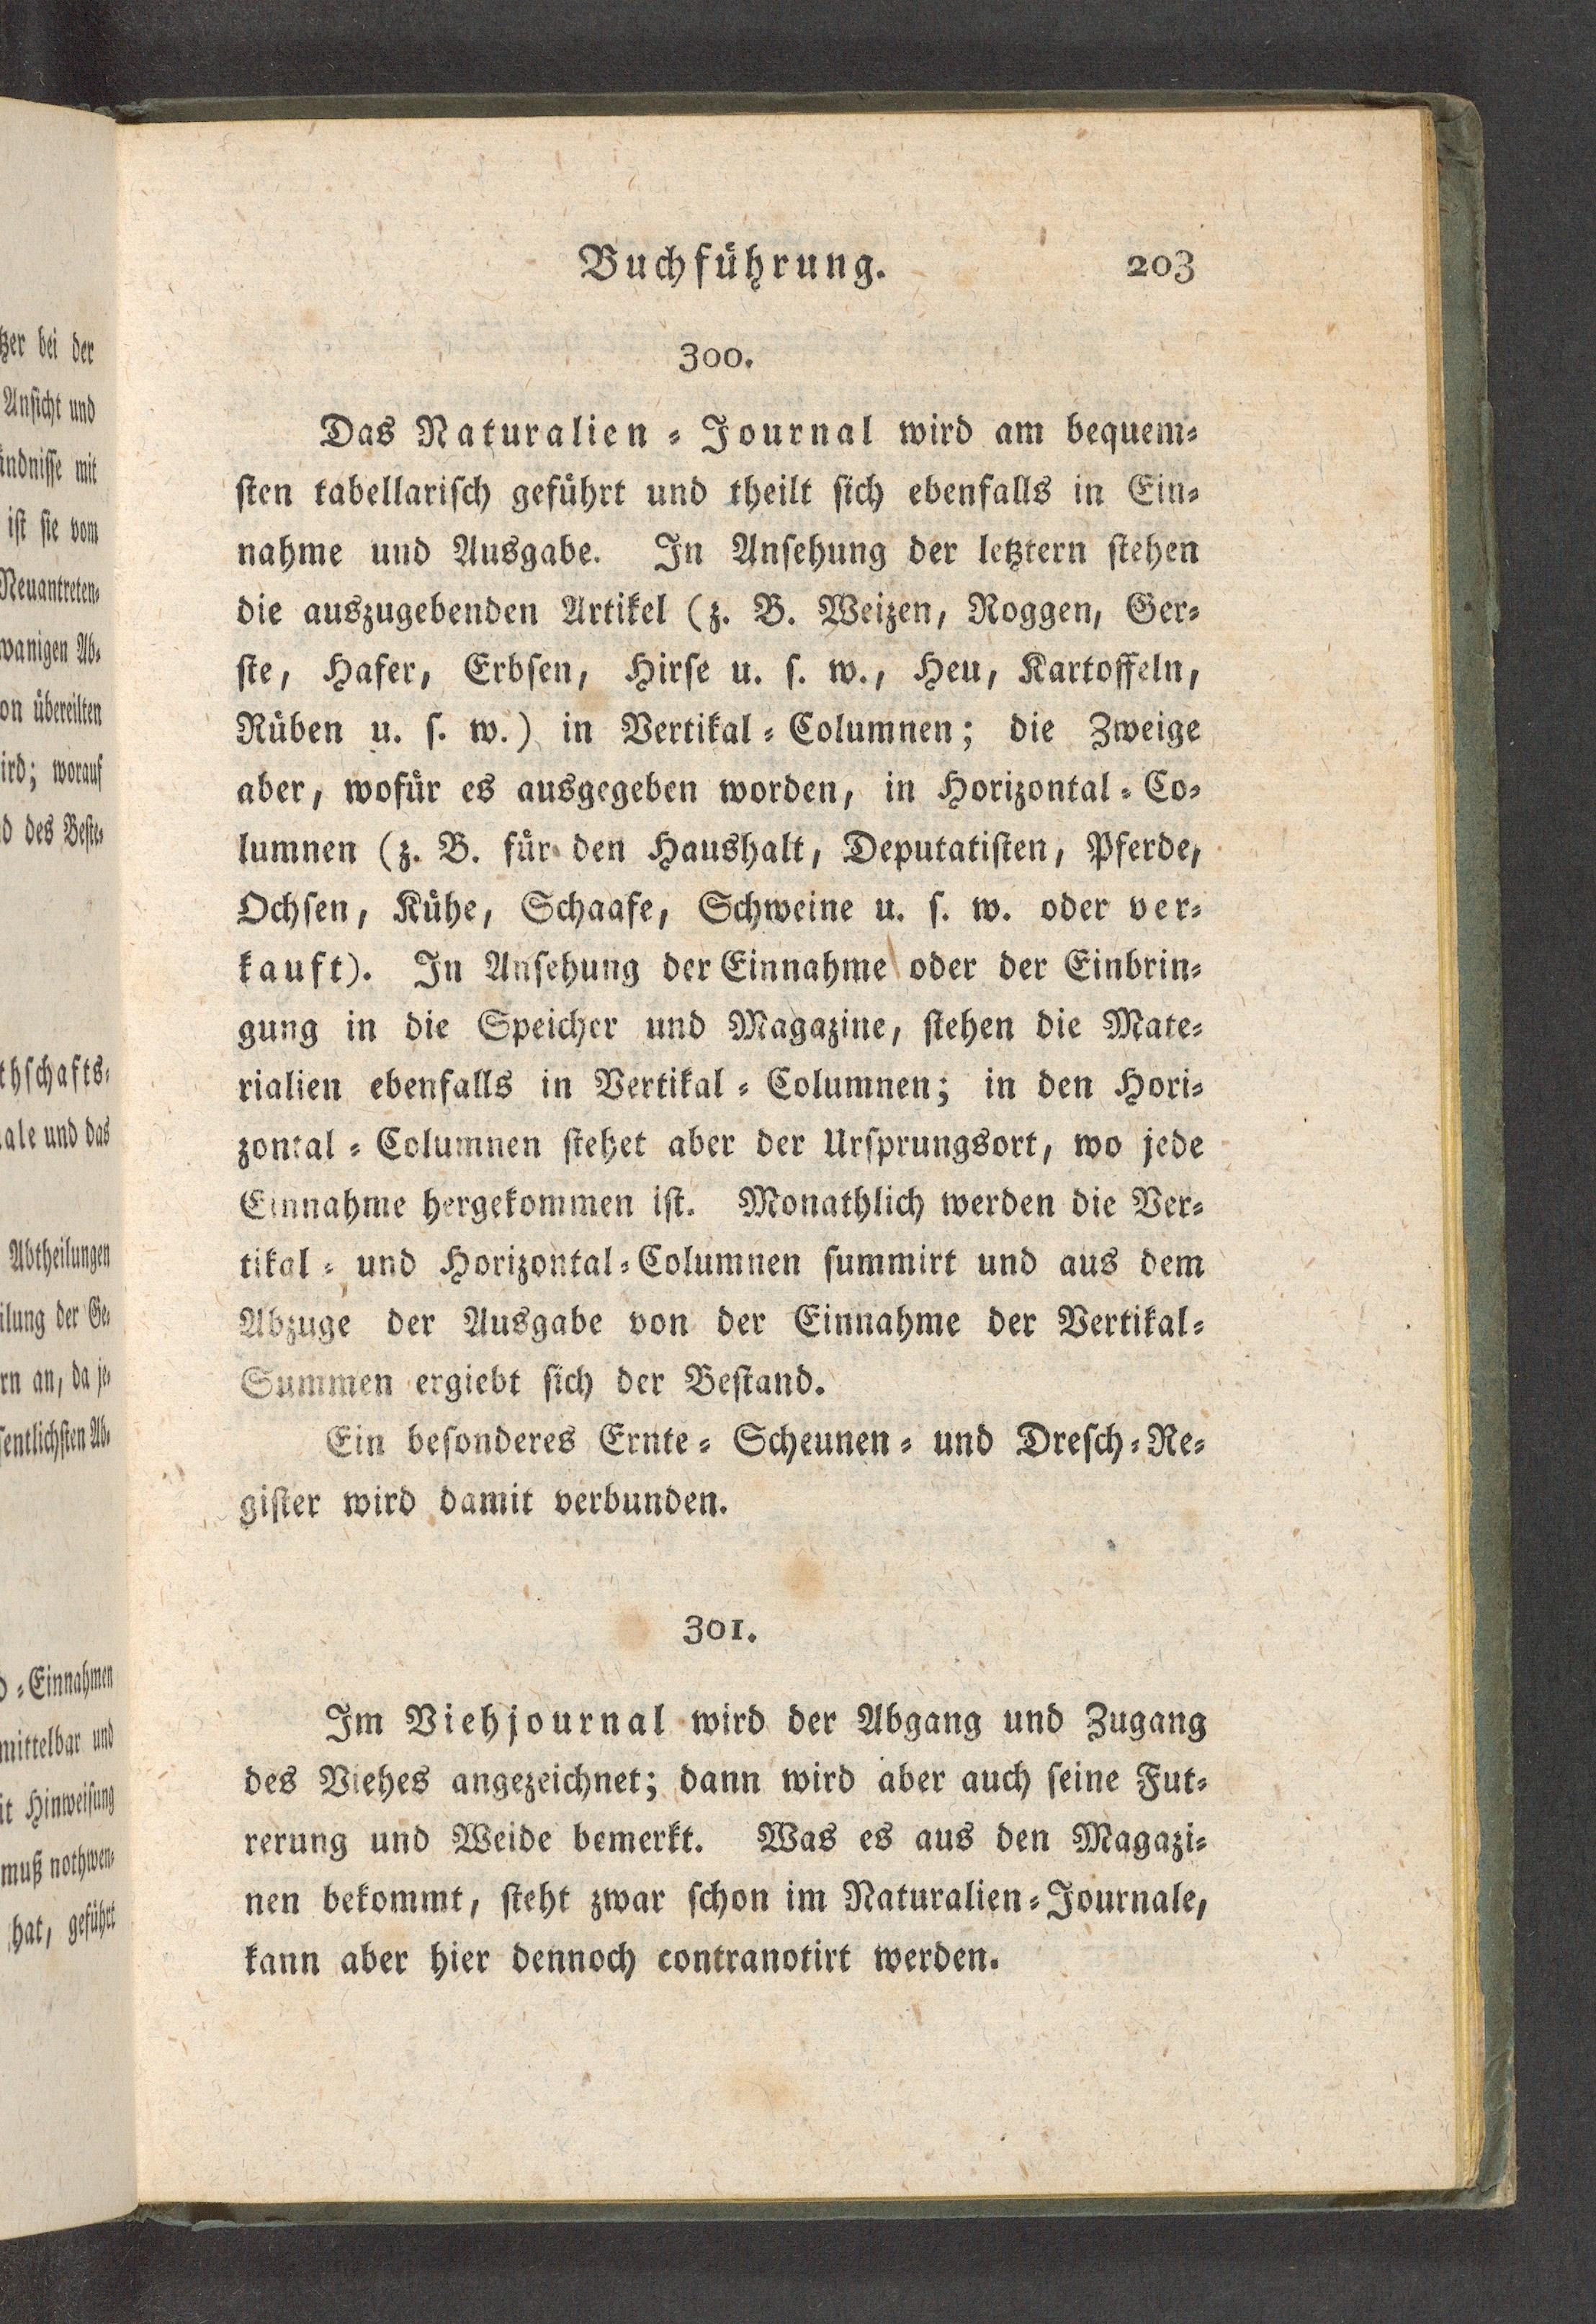 Buchführung. 203
300.
Das Naturalien-Journal wird am bequem-
sten tabellarisch geführt und theilt sich ebenfalls in Ein-
nahme und Ausgabe. In Ansehung der letztern stehen
die auszugebenden Artikel (z. B. Weizen, Roggen, Ger-
ste, Hafer, Erbsen, Hirse u. s. w., Heu, Kartoffeln,
Rüben u. s. w.) in Vertikal-Columnen; die Zweige
aber, wofür es ausgegeben worden, in Horizontal-Co-
lumnen (z. B. für den Haushalt, Deputatisten, Pferde,
Ochsen, Kühe, Schaafe, Schweine u. s. w. oder ver-
kauft). In Ansehung der Einnahme oder der Einbrin-
gung in die Speicher und Magazine, stehen die Mate-
rialien ebenfalls in Vertikal-Columnen; in den Hori-
zontal-Columnen stehet aber der Ursprungsort, wo jede
Einnahme hergekommen ist. Monathlich werden die Ver-
tikal- und Horizontal-Columnen summirt und aus dem
Abzuge der Ausgabe von der Einnahme der Vertikal-
Summen ergiebt sich der Bestand.
Ein besonderes Ernte- Scheunen- und Dresch-Re-
gister wird damit verbunden.
301.
Im Viehjournal wird der Abgang und Zugang
des Viehes angezeichnet; dann wird aber auch seine Fut-
rerung und Weide bemerkt. Was es aus den Magazi-
nen bekommt, steht zwar schon im Naturalien-Journale,
kann aber hier dennoch contranotirt werden.